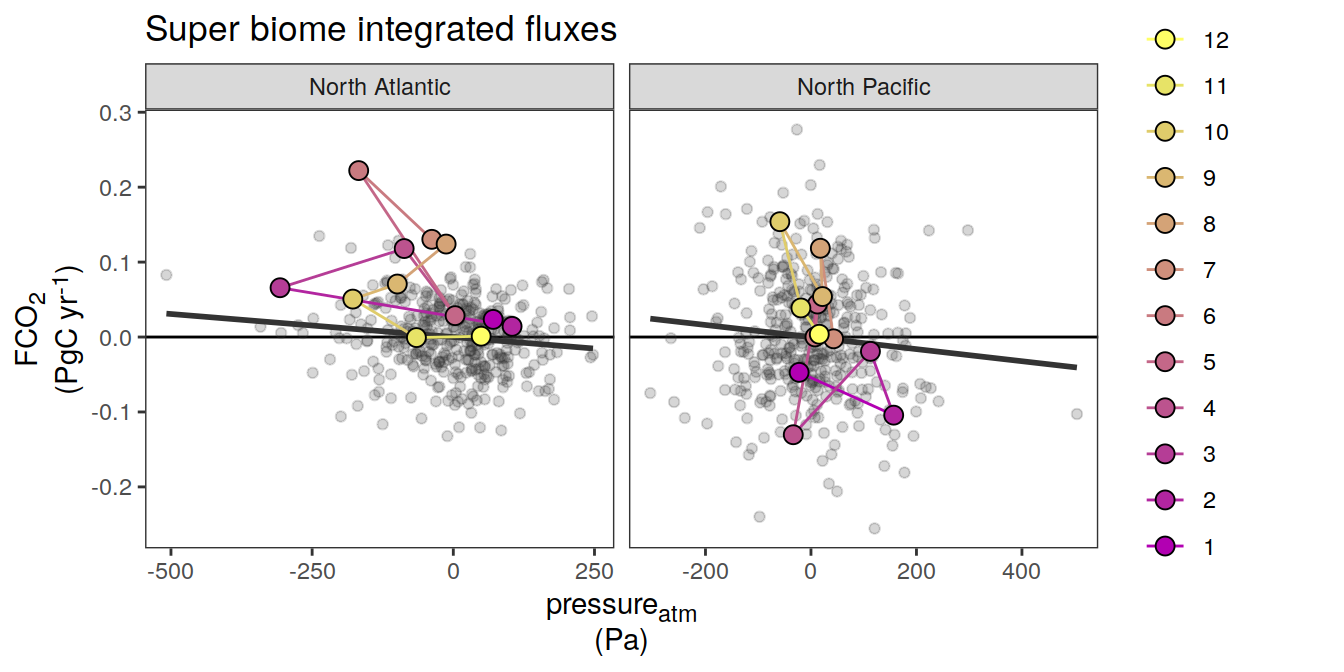 Super biome integrated fluxes
North Atlantic
North Pacific
FCO2
(PgC yr-1)
0.3
0.2
0.1
0.0
-0.1
-0.2
-500 -250 0 250
-200 0 200 400
pressureatm
(Pa)
12
11
10
9
8
7
6
5
4
3
2
1